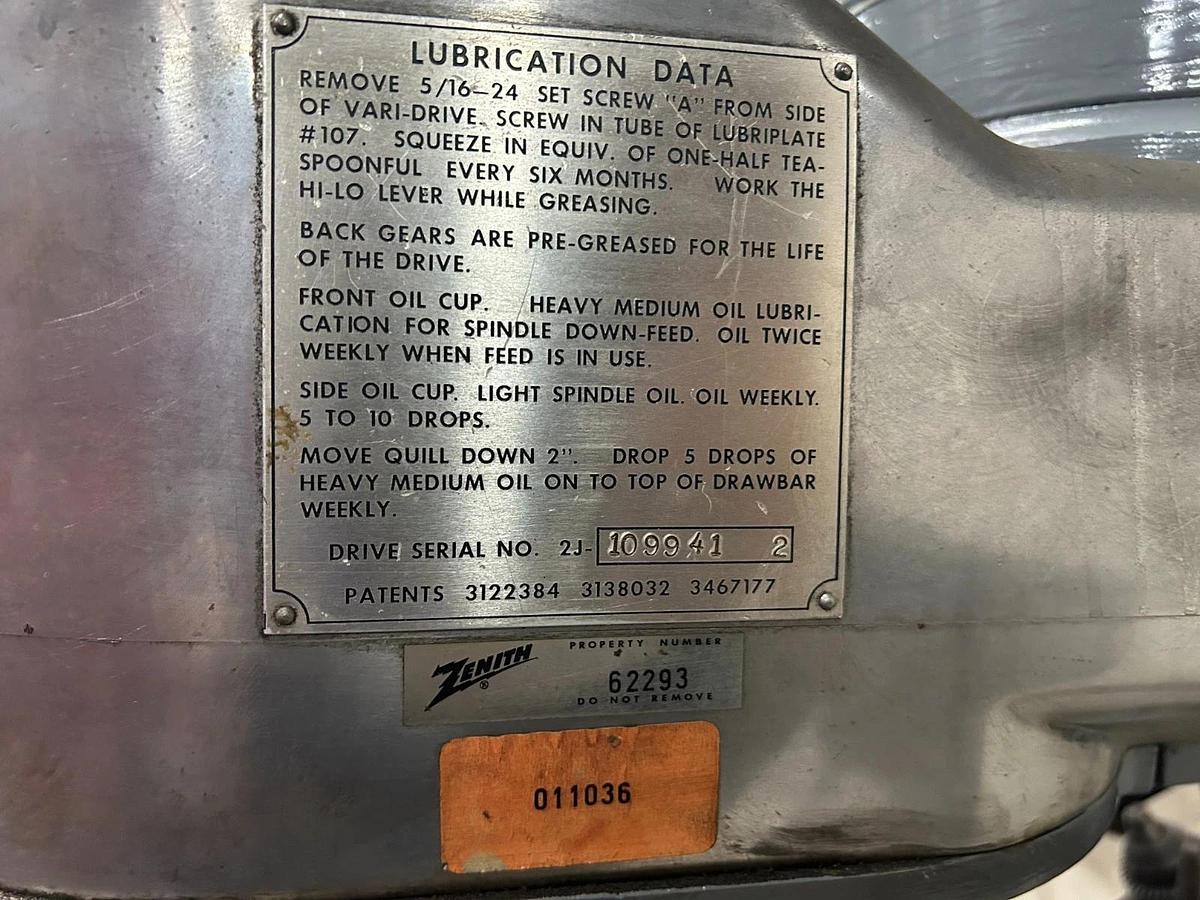 LUBRICATION DATA
REMOVE 5/16-24 SET SCREW "A" FROM SIDE
OF VARI-DRIVE. SCREW IN TUBE OF LUBRIPLATE
#107. SQUEEZE IN EQUIV. OF ONE-HALF TEA-
SPOONFUL EVERY SIX MONTHS. WORK THE
HI-LO LEVER WHILE GREASING.
BACK GEARS ARE PRE-GREASED FOR THE LIFE
OF THE DRIVE.
FRONT OIL CUP. HEAVY MEDIUM OIL LUBRI-
CATION FOR SPINDLE DOWN-FEED. OIL TWICE
WEEKLY WHEN FEED IS IN USE.
SIDE OIL CUP. LIGHT SPINDLE OIL. OIL WEEKLY.
5 TO 10 DROPS.
MOVE QUILL DOWN 2". DROP 5 DROPS OF
HEAVY MEDIUM OIL ON TO TOP OF DRAWBAR
WEEKLY.
DRIVE SERIAL NO. 2J-109941 2
PATENTS 3122384 3138032 3467177
ZENITH ®
PROPERTY NUMBER
62293
DO NOT REMOVE
011036